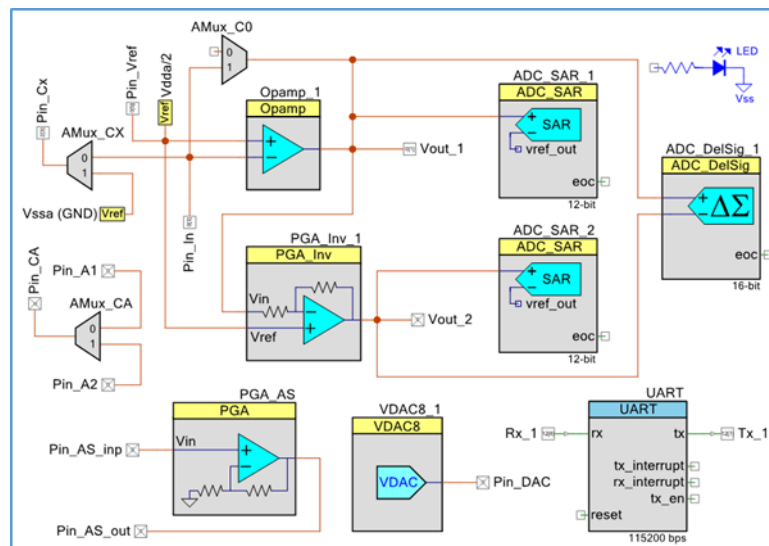 AMux_C0
0
1
Pin_Vref
Vdda/2
Vref
Pin_Cx
AMux_CX
0
1
Vssa (GND)
Vref
Pin_In
Opamp_1
Opamp
+
−
Vout_1
ADC_SAR_1
ADC_SAR
+
−
SAR
vref_out
eoc
12-bit
LED
Vss
ADC_DelSig_1
ADC_DelSig
+
−
ΔΣ
eoc
16-bit
Pin_CA
Pin_A1
AMux_CA
0
1
Pin_A2
PGA_Inv_1
PGA_Inv
Vin
−
+
Vref
Vout_2
ADC_SAR_2
ADC_SAR
+
−
SAR
vref_out
eoc
12-bit
PGA_AS
PGA
Pin_AS_inp
Vin
+
−
Pin_AS_out
VDAC8_1
VDAC8
VDAC
Pin_DAC
UART
UART
Rx_1
rx
tx
Tx_1
tx_interrupt
rx_interrupt
tx_en
reset
115200 bps